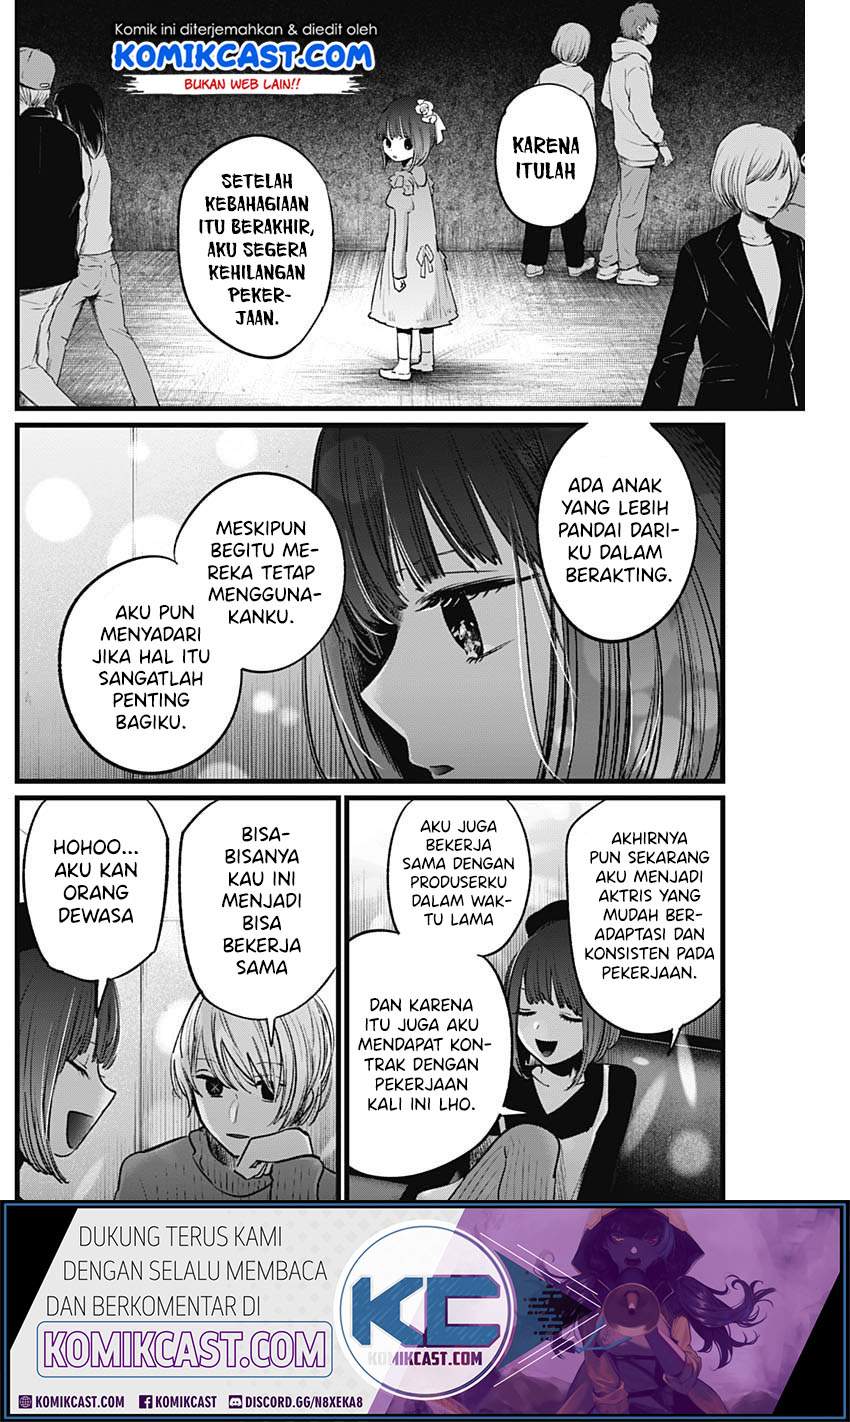 Komik ini diterjemahkan & diedit oleh
KOMIKCAST.COM
BUKAN WEB LAIN!!
KARENA
ITULAH
SETELAH
KEBAHAGIAAN
ITU BERAKHIR,
AKU SEGERA
KEHILANGAN
PEKER-
JAAN.
ADA ANAK
YANG LEBIH
PANDAI DARI-
KU DALAM
BERAKTING.
MESKIPUN
BEGITU ME-
REKA TETAP
MENGGUNA-
KANKU.
AKU PUN
MENYADARI
JIKA HAL ITU
SANGATLAH
PENTING
BAGIKU.
AKHIRNYA
PUN SEKARANG
AKU MENJADI
AKTRIS YANG
MUDAH BER-
ADAPTASI DAN
KONSISTEN PADA
PEKERJAAN.
AKU JUGA
BEKERJA
SAMA DENGAN
PRODUSERKU
DALAM WAK-
TU LAMA
DAN KARENA
ITU JUGA AKU
MENDAPAT KON-
TRAK DENGAN
PEKERJAAN
KALI INI LHO.
BISA-
BISANYA
KAU INI
MENJADI
BISA
BEKERJA
SAMA
HOHOO...
AKU KAN
ORANG
DEWASA
DUKUNG TERUS KAMI
DENGAN SELALU MEMBACA
DAN BERKOMENTAR DI
KOMIKCAST.COM
KOMIKCAST.COM
KOMIKCAST
DISCORD.GG/N8XEKA8
KC
KOMIKCAST.COM